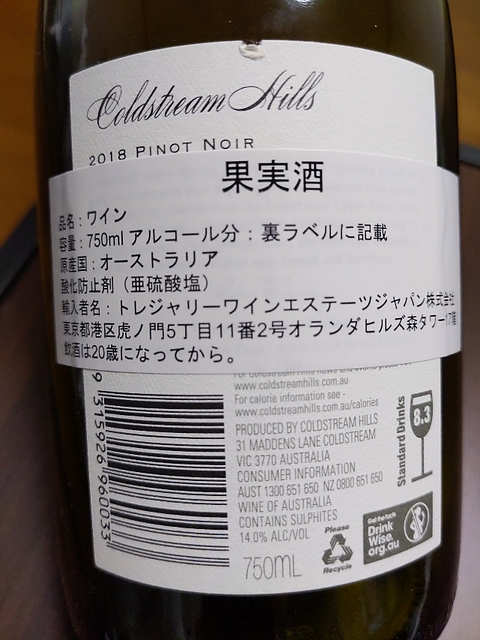 Coldstream Hills
2018 PINOT NOIR
果実酒
品名：ワイン
容量：750ml アルコール分：裏ラベルに記載
原産国：オーストラリア
酸化防止剤（亜硫酸塩）
輸入者名：トレジャリーワインエステーツジャパン株式会社
東京都港区虎ノ門5丁目11番2号オランダヒルズ森タワー17階
飲酒は20歳になってから。
www.coldstreamhills.com.au
For calorie information see -
www.coldstreamhills.com.au/calories
PRODUCED BY COLDSTREAM HILLS
31 MADDENS LANE COLDSTREAM
VIC 3770 AUSTRALIA
CONSUMER INFORMATION
AUST 1300 651 650 NZ 0800 651 650
WINE OF AUSTRALIA
CONTAINS SULPHITES
14.0% ALC/VOL
750ML
9 315926 960033
8.3
Standard Drinks
Please
Recycle
Get the facts
Drink
Wise.
org.au